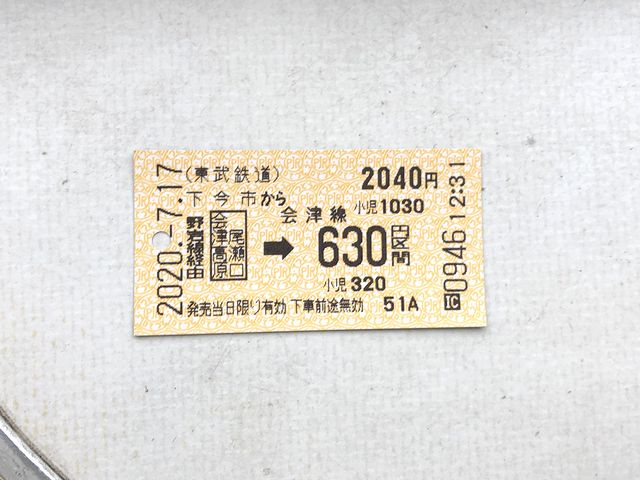 2020.-7.17
(東武鉄道)
下今市から
2040円
小児1030
野岩線経由
会津高原
尾瀬口
➡
会津線
630円区間
小児320
発売当日限り有効 下車前途無効
51A
IC 0946 12:31